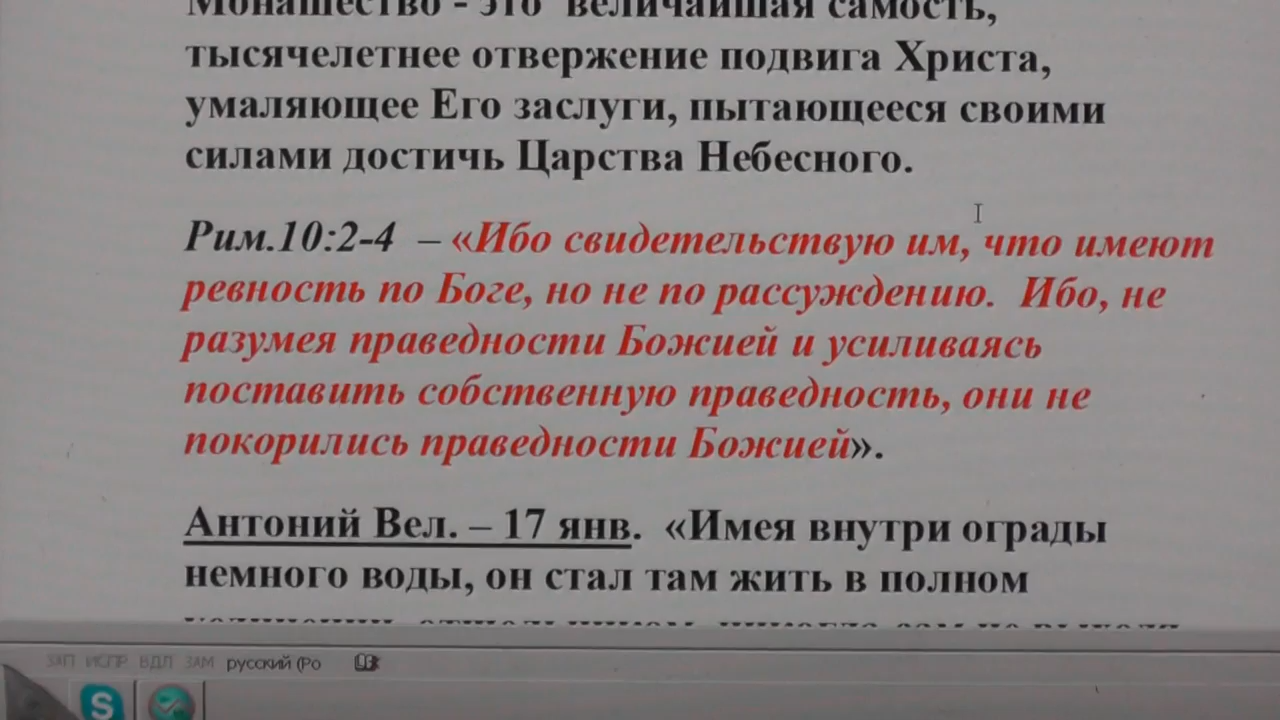 Монашество - это величайшая самость,
тысячелетнее отвержение подвига Христа,
умаляющее Его заслуги, пытающееся своими
силами достичь Царства Небесного.
Рим.10:2-4 – «Ибо свидетельствую им, что имеют
ревность по Боге, но не по рассуждению. Ибо, не
разумея праведности Божией и усиливаясь
поставить собственную праведность, они не
покорились праведности Божией».
Антоний Вел. – 17 янв. «Имея внутри ограды
немного воды, он стал там жить в полном
ЗАП ИСПР ВДЛ ЗАМ русский (Ро
S